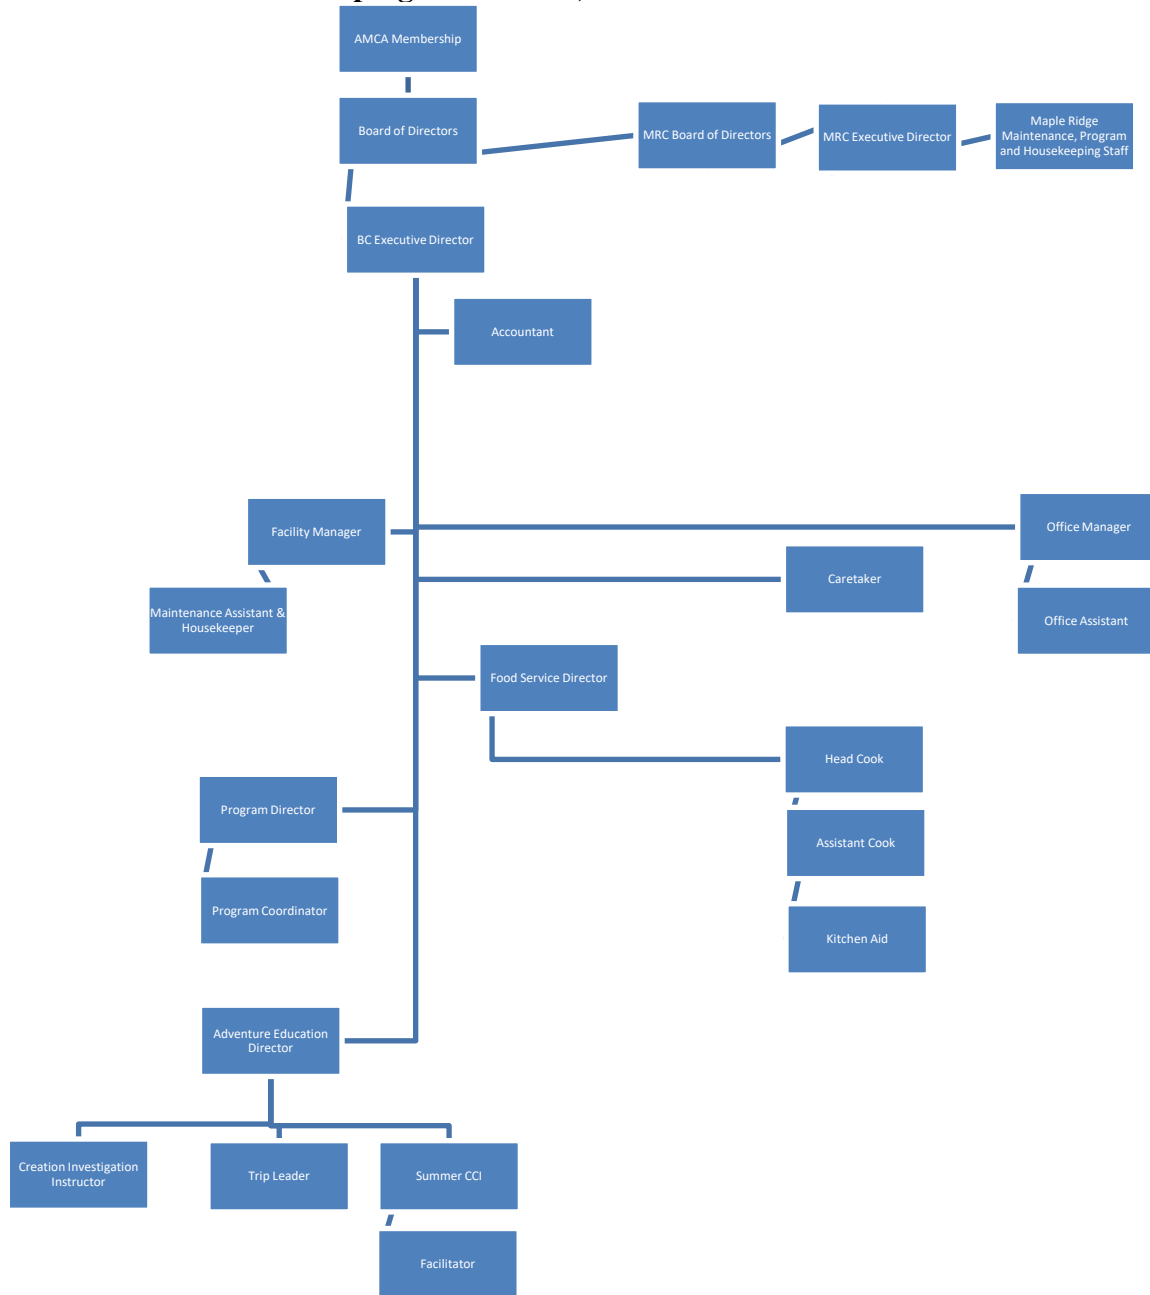 AMCA Membership
Board of Directors
MRC Board of Directors
MRC Executive Director
Maple Ridge
Maintenance, Program
and Housekeeping Staff
BC Executive Director
Accountant
Facility Manager
Office Manager
Caretaker
Maintenance Assistant &
Housekeeper
Office Assistant
Food Service Director
Head Cook
Program Director
Assistant Cook
Program Coordinator
Kitchen Aid
Adventure Education
Director
Creation Investigation
Instructor
Trip Leader
Summer CCI
Facilitator